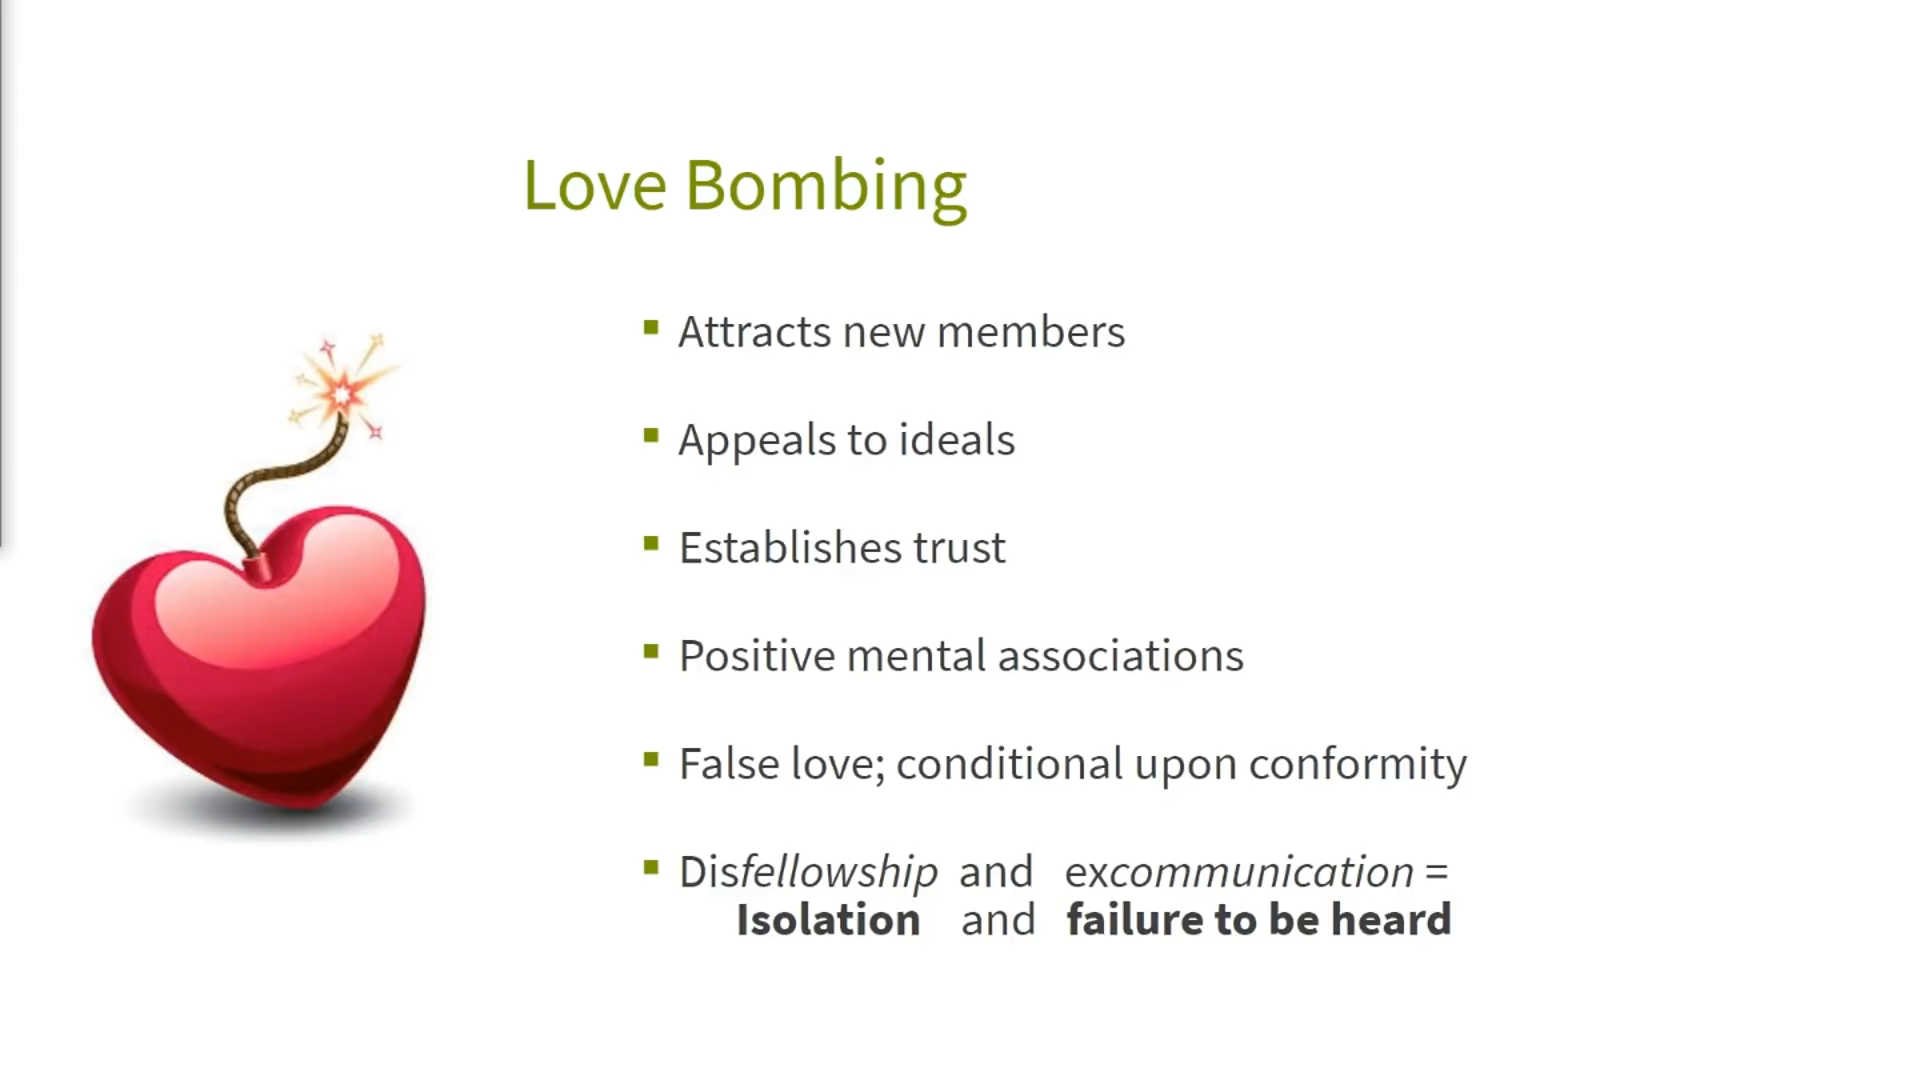 Love Bombing
▪ Attracts new members
▪ Appeals to ideals
▪ Establishes trust
▪ Positive mental associations
▪ False love; conditional upon conformity
▪ Disfellowship and excommunication =
Isolation and failure to be heard